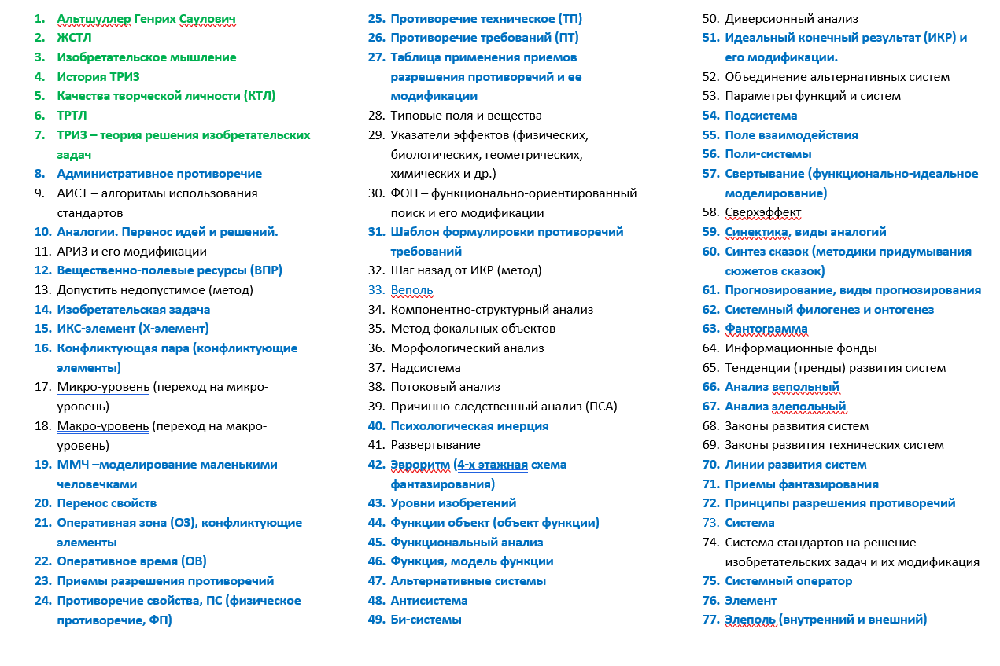 1. Альтшуллер Генрих Саулович
2. ЖСТЛ
3. Изобретательское мышление
4. История ТРИЗ
5. Качества творческой личности (КТЛ)
6. ТРТЛ
7. ТРИЗ – теория решения изобретательских
задач
8. Административное противоречие
9. АИСТ – алгоритмы использования
стандартов
10. Аналогии. Перенос идей и решений.
11. АРИЗ и его модификации
12. Вещественно-полевые ресурсы (ВПР)
13. Допустить недопустимое (метод)
14. Изобретательская задача
15. ИКС-элемент (Х-элемент)
16. Конфликтующая пара (конфликтующие
элементы)
17. Микро-уровень (переход на микро-
уровень)
18. Макро-уровень (переход на макро-
уровень)
19. ММЧ –моделирование маленькими
человечками
20. Перенос свойств
21. Оперативная зона (ОЗ), конфликтующие
элементы
22. Оперативное время (ОВ)
23. Приемы разрешения противоречий
24. Противоречие свойства, ПС (физическое
противоречие, ФП)
25. Противоречие техническое (ТП)
26. Противоречие требований (ПТ)
27. Таблица применения приемов
разрешения противоречий и ее
модификации
28. Типовые поля и вещества
29. Указатели эффектов (физических,
биологических, геометрических,
химических и др.)
30. ФОП – функционально-ориентированный
поиск и его модификации
31. Шаблон формулировки противоречий
требований
32. Шаг назад от ИКР (метод)
33. Веполь
34. Компонентно-структурный анализ
35. Метод фокальных объектов
36. Морфологический анализ
37. Надсистема
38. Потоковый анализ
39. Причинно-следственный анализ (ПСА)
40. Психологическая инерция
41. Развертывание
42. Эвроритм (4-х этажная схема
фантазирования)
43. Уровни изобретений
44. Функции объект (объект функции)
45. Функциональный анализ
46. Функция, модель функции
47. Альтернативные системы
48. Антисистема
49. Би-системы
50. Диверсионный анализ
51. Идеальный конечный результат (ИКР) и
его модификации.
52. Объединение альтернативных систем
53. Параметры функций и систем
54. Подсистема
55. Поле взаимодействия
56. Поли-системы
57. Свертывание (функционально-идеальное
моделирование)
58. Сверхэффект
59. Синектика, виды аналогий
60. Синтез сказок (методики придумывания
сюжетов сказок)
61. Прогнозирование, виды прогнозирования
62. Системный филогенез и онтогенез
63. Фантограмма
64. Информационные фонды
65. Тенденции (тренды) развития систем
66. Анализ вепольный
67. Анализ элепольный
68. Законы развития систем
69. Законы развития технических систем
70. Линии развития систем
71. Приемы фантазирования
72. Принципы разрешения противоречий
73. Система
74. Система стандартов на решение
изобретательских задач и их модификация
75. Системный оператор
76. Элемент
77. Элеполь (внутренний и внешний)